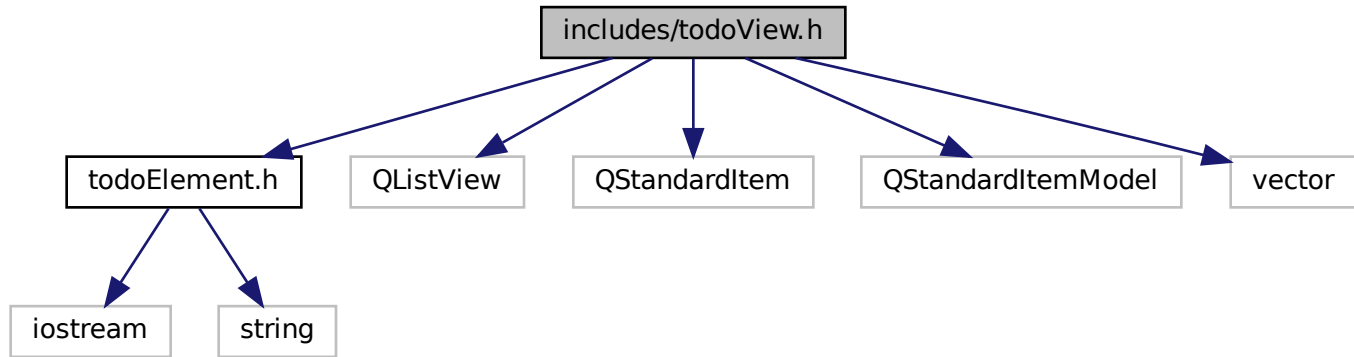 includes/todoView.h
todoElement.h
QListView
QStandardItem
QStandardItemModel
vector
iostream
string